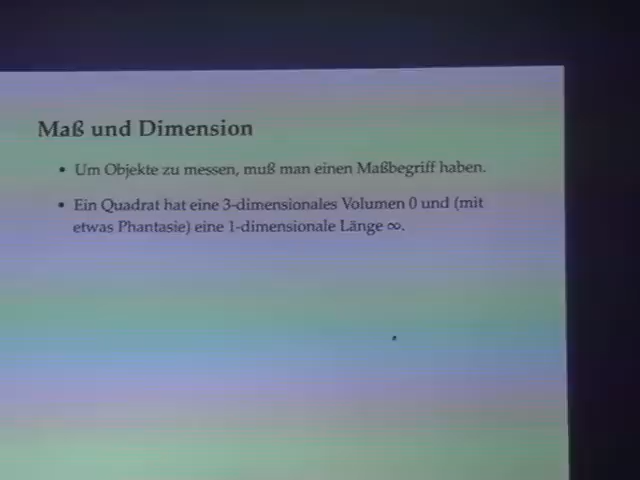 Maß und Dimension
• Um Objekte zu messen, muß man einen Maßbegriff haben.
• Ein Quadrat hat eine 3-dimensionales Volumen 0 und (mit
etwas Phantasie) eine 1-dimensionale Länge ∞.